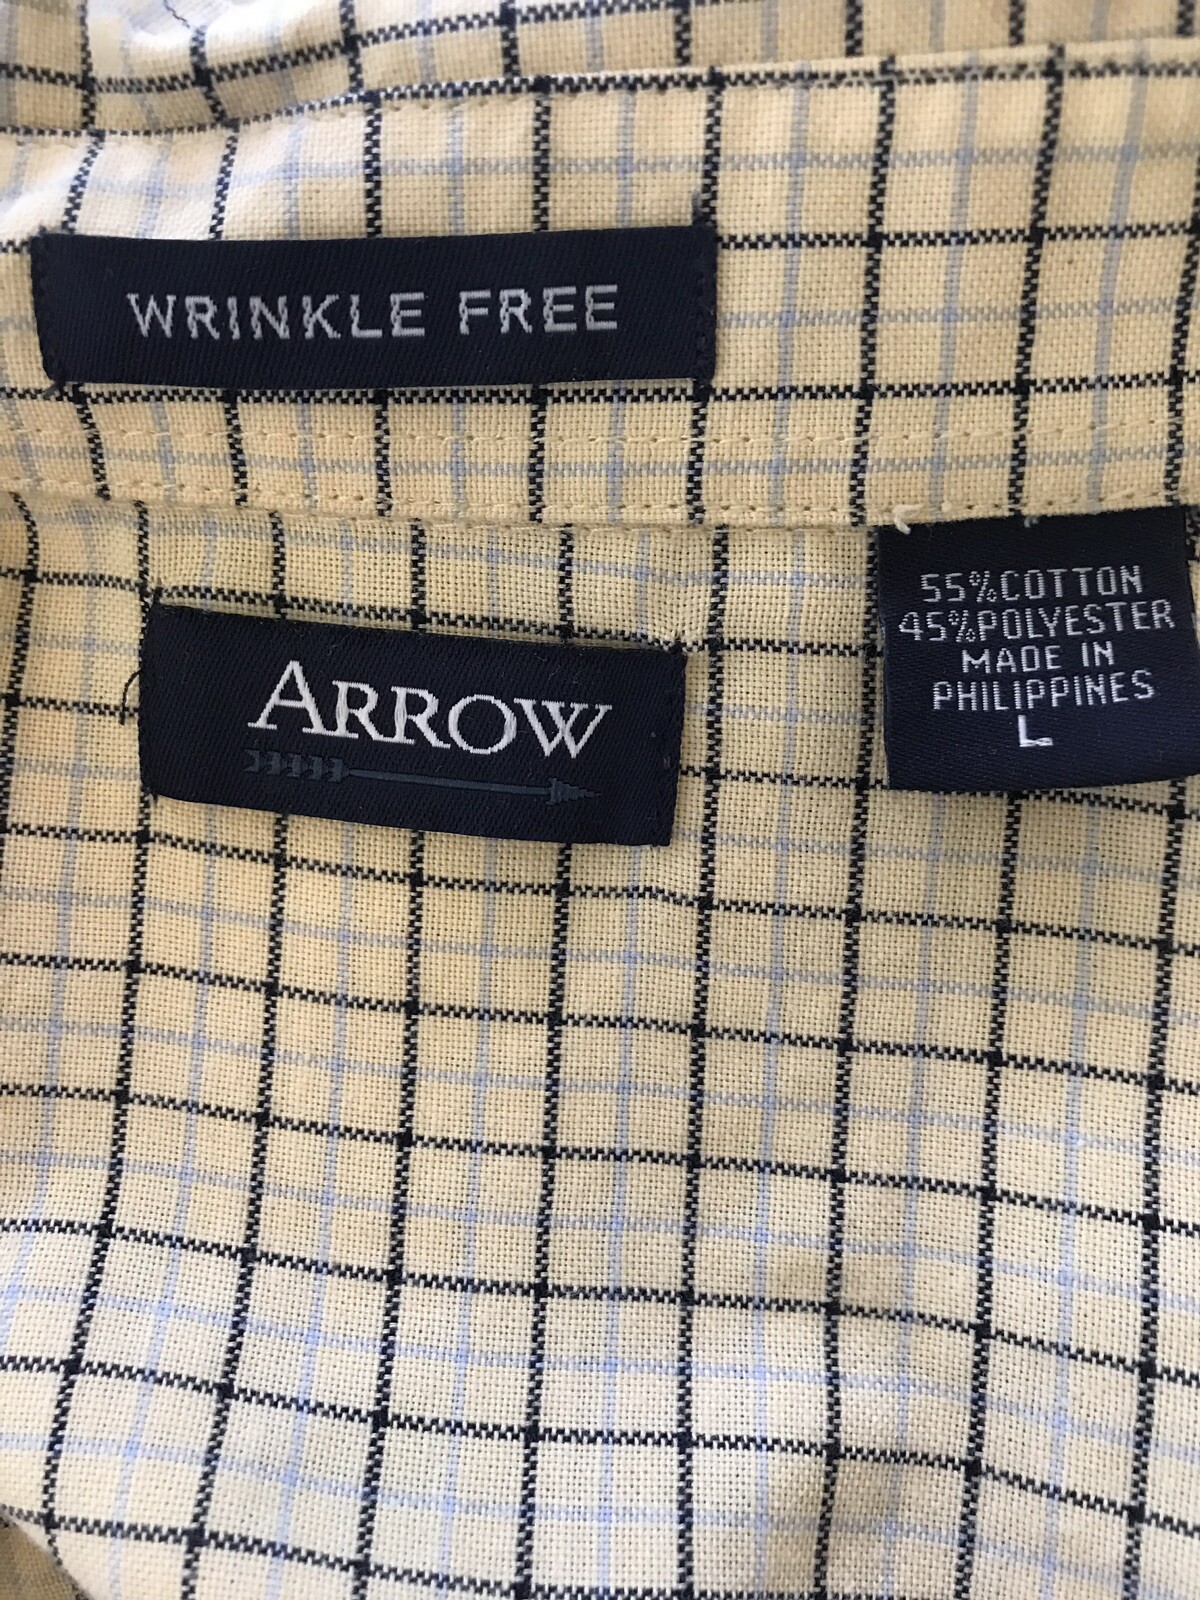 WRINKLE FREE
55%COTTON
45%POLYESTER
MADE IN
PHILIPPINES
L
ARROW